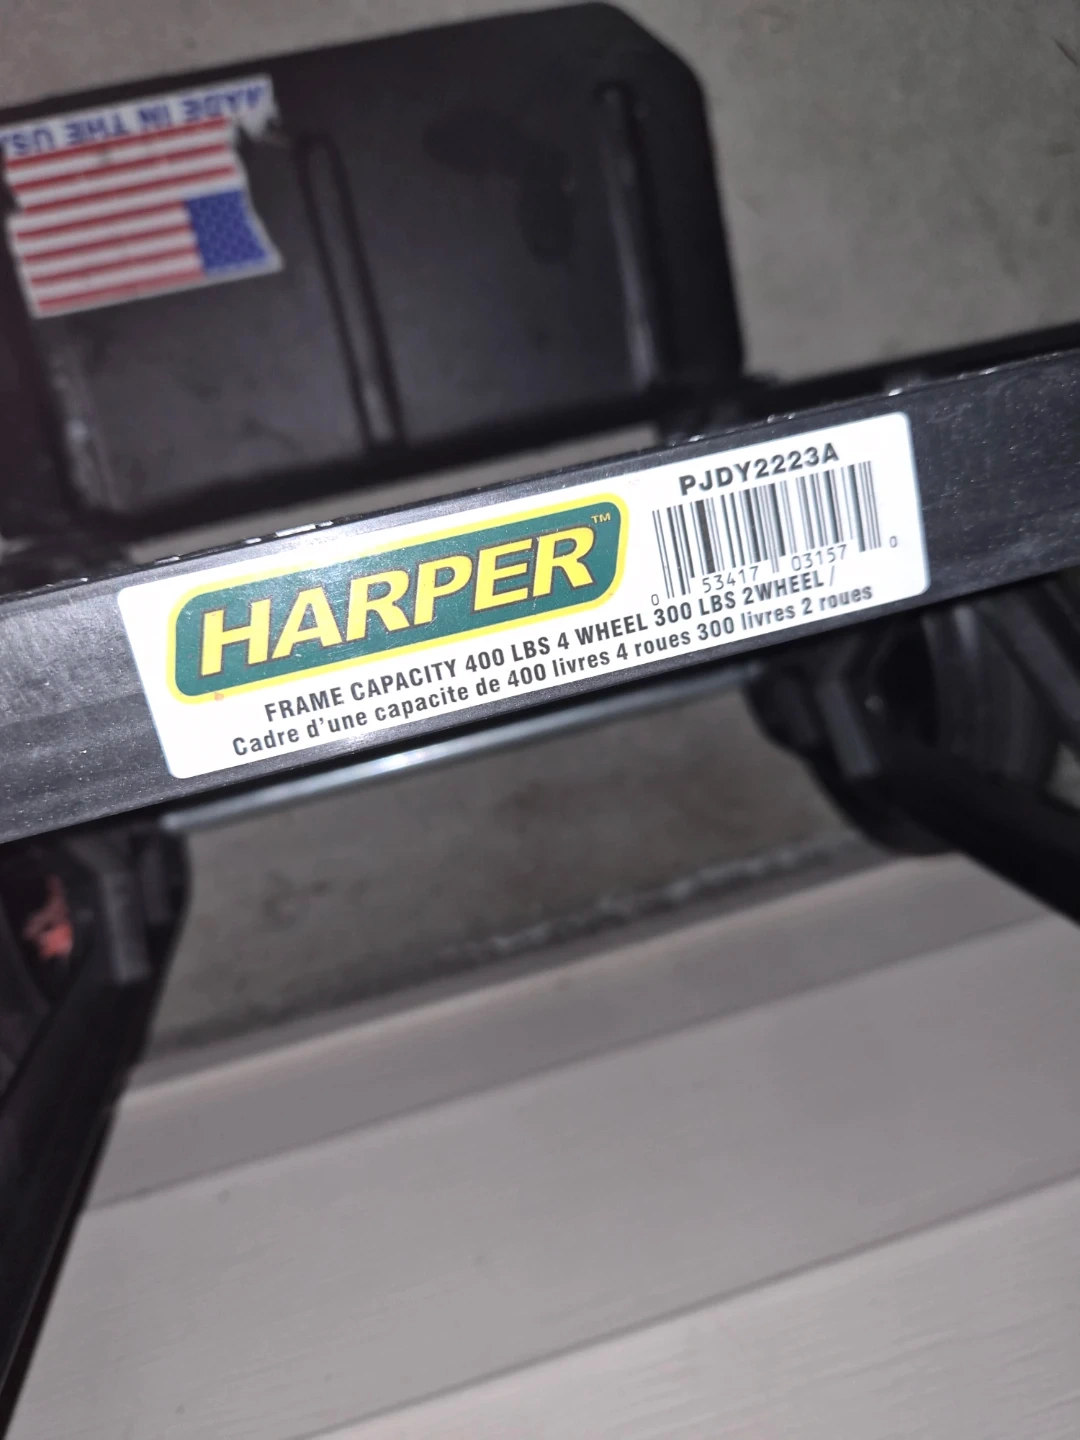 MADE IN THE USA
PJDY2223A
HARPER™
0 53417 03157 0
FRAME CAPACITY 400 LBS 4 WHEEL 300 LBS 2WHEEL /
Cadre d'une capacite de 400 livres 4 roues 300 livres 2 roues